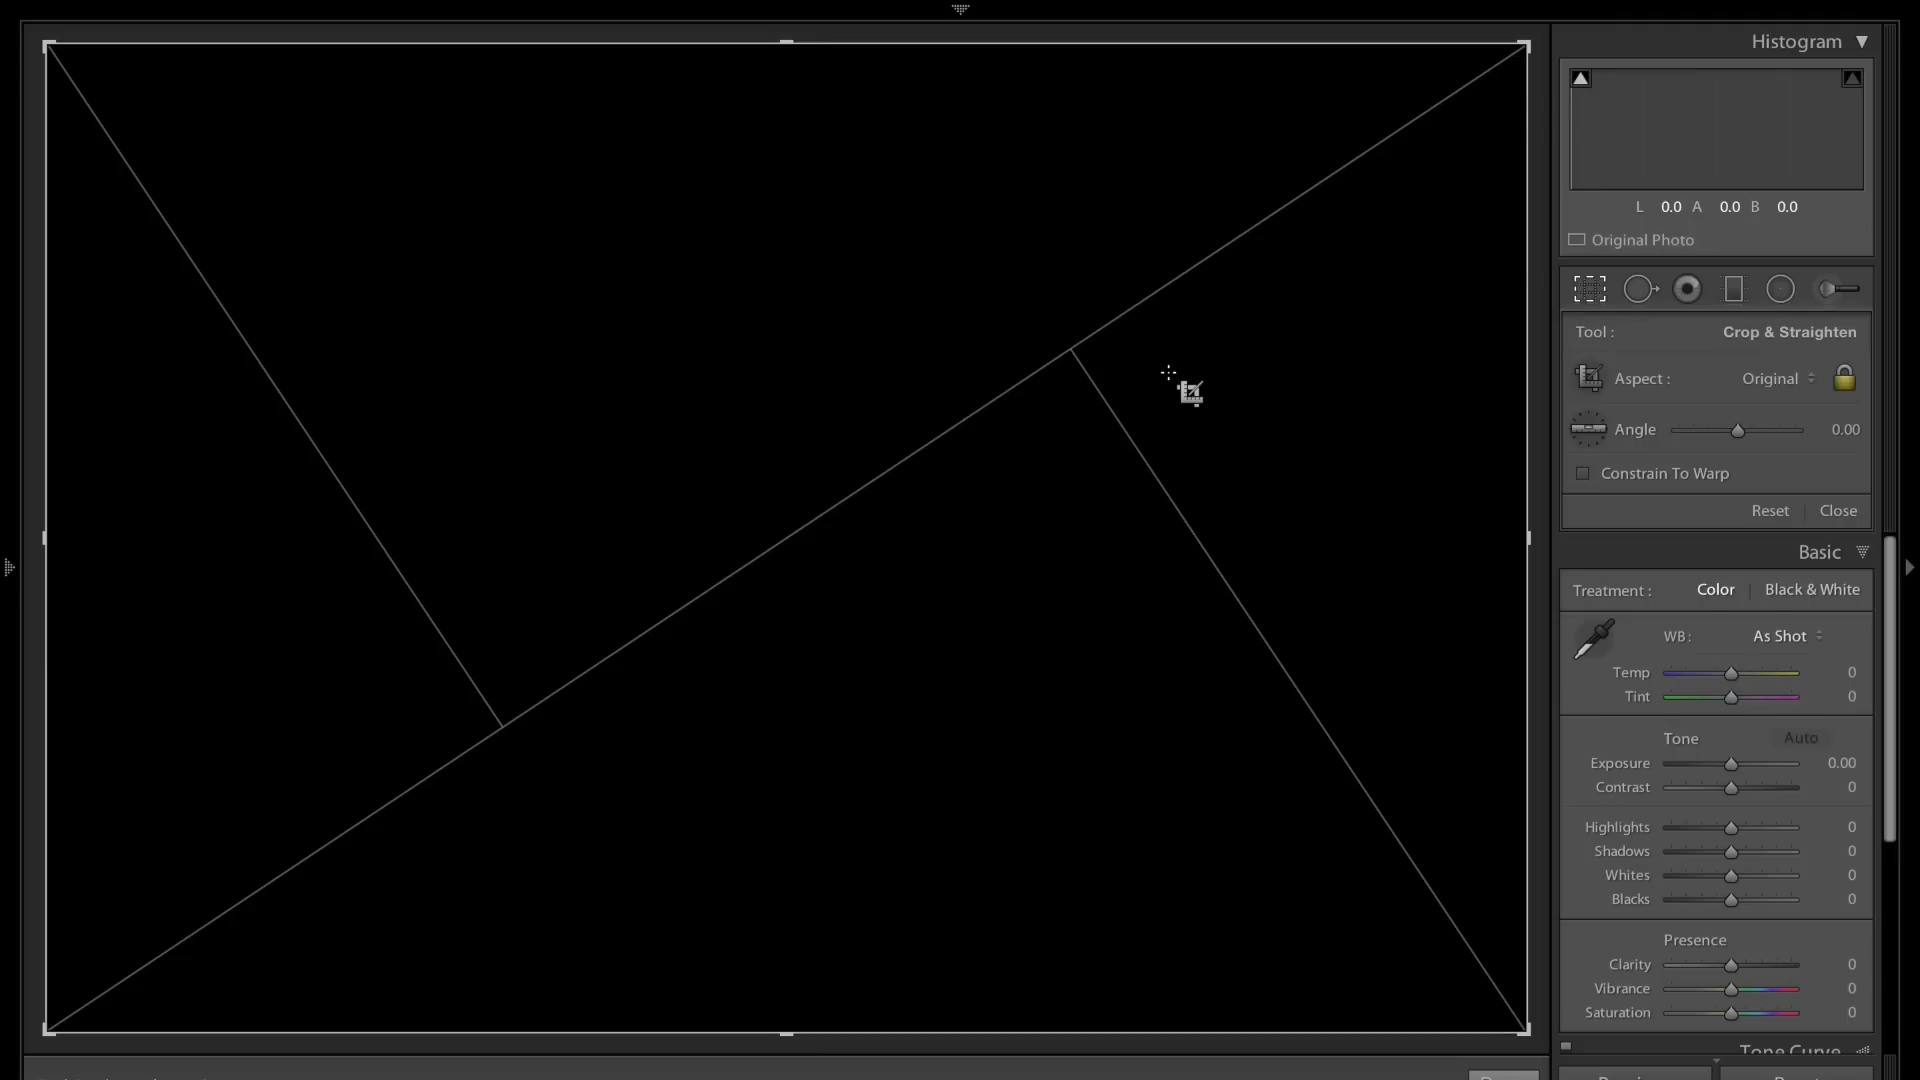 Histogram
L 0.0 A 0.0 B 0.0
Original Photo
Tool : Crop & Straighten
Aspect : Original
Angle 0.00
Constrain To Warp
Reset Close
Basic
Treatment : Color Black & White
WB : As Shot
Temp 0
Tint 0
Tone Auto
Exposure 0.00
Contrast 0
Highlights 0
Shadows 0
Whites 0
Blacks 0
Presence
Clarity 0
Vibrance 0
Saturation 0
Tone Curve